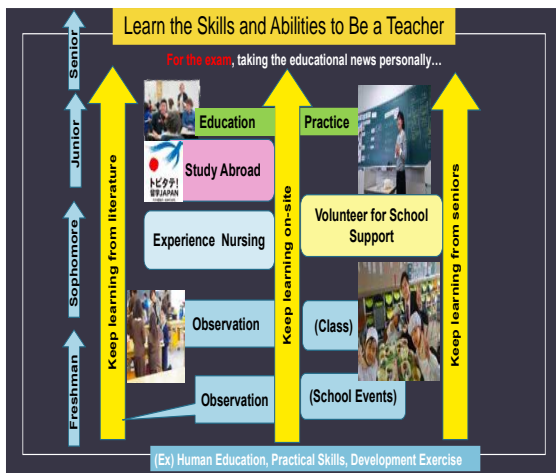 Learn the Skills and Abilities to Be a Teacher
For the exam, taking the educational news personally…
Senior
Junior
Sophomore
Freshman
Keep learning from literature
Keep learning on-site
Keep learning from seniors
Education
Practice
トビタテ!
留学JAPAN
Study Abroad
Experience Nursing
Volunteer for School
Support
Observation
(Class)
Observation
(School Events)
(Ex) Human Education, Practical Skills, Development Exercise